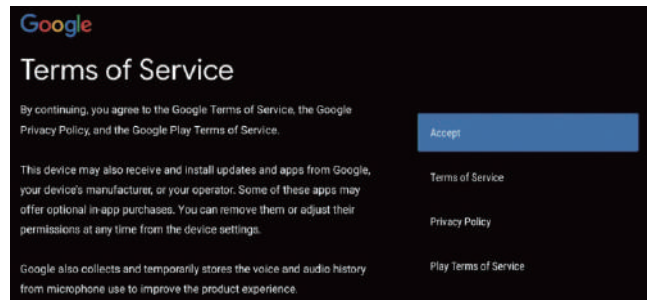 Google
Terms of Service
By continuing, you agree to the Google Terms of Service, the Google
Privacy Policy, and the Google Play Terms of Service.
Accept
This device may also receive and install updates and apps from Google,
your device's manufacturer, or your operator. Some of these apps may
offer optional in-app purchases. You can remove them or adjust their
permissions at any time from the device settings.
Terms of Service
Privacy Policy
Google also collects and temporarily stores the voice and audio history
from microphone use to improve the product experience.
Play Terms of Service